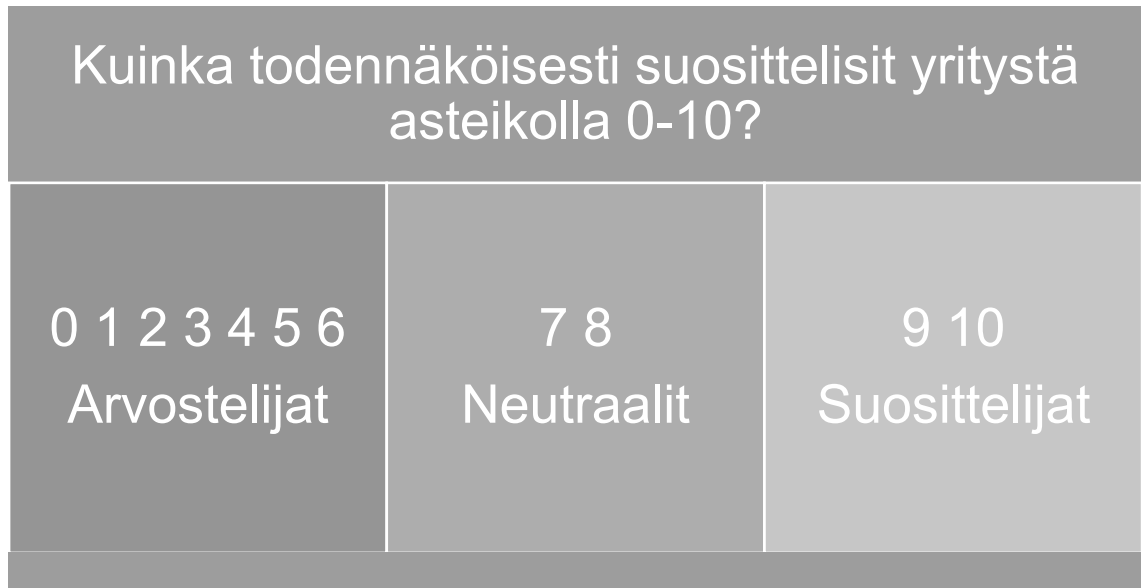 Kuinka todennäköisesti suosittelisit yritystä
asteikolla 0-10?
0 1 2 3 4 5 6
Arvostelijat
7 8
Neutraalit
9 10
Suosittelijat